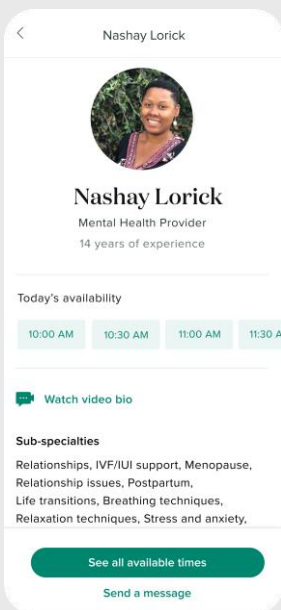 Nashay Lorick
Nashay Lorick
Mental Health Provider
14 years of experience
Today's availability
10:00 AM 10:30 AM 11:00 AM 11:30 A
Watch video bio
Sub-specialties
Relationships, IVF/IUI support, Menopause,
Relationship issues, Postpartum,
Life transitions, Breathing techniques,
Relaxation techniques, Stress and anxiety,
See all available times
Send a message